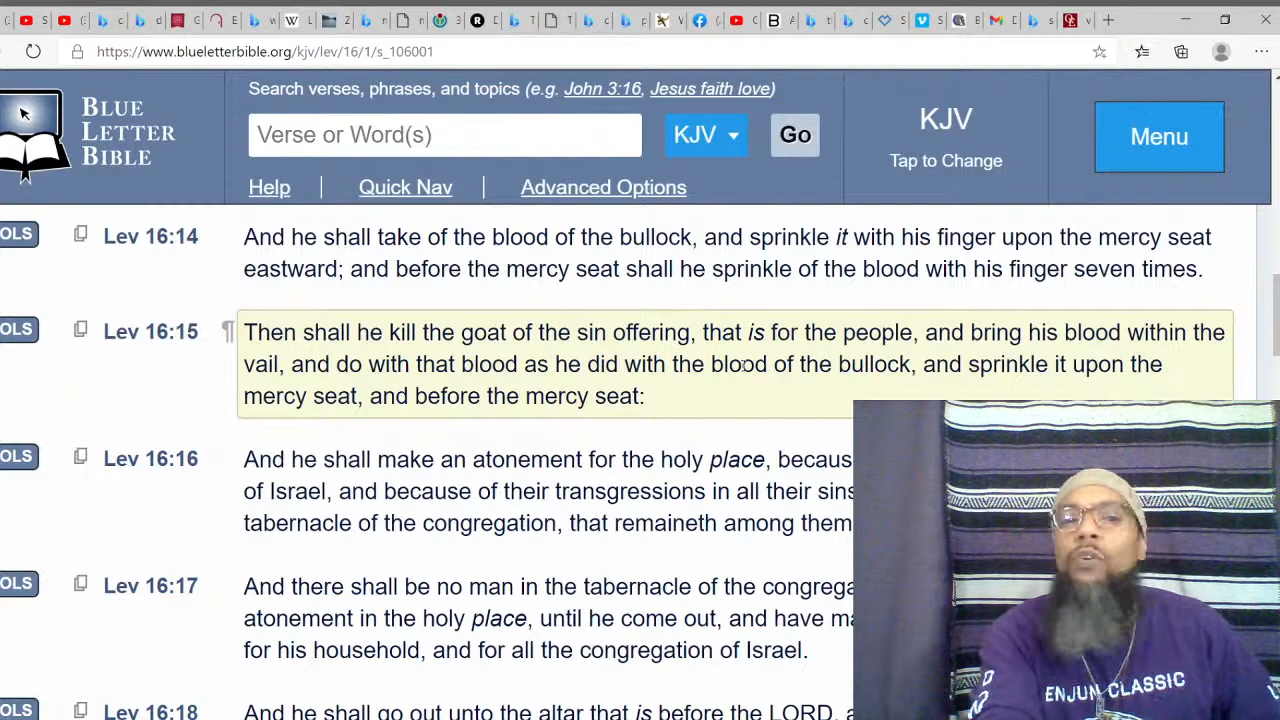 https://www.blueletterbible.org/kjv/lev/16/1/s_106001
BLUE
LETTER
BIBLE
Search verses, phrases, and topics (e.g. John 3:16, Jesus faith love)
Verse or Word(s)
KJV
Go
KJV
Tap to Change
Menu
Help | Quick Nav | Advanced Options
OLS
Lev 16:14
And he shall take of the blood of the bullock, and sprinkle it with his finger upon the mercy seat
eastward; and before the mercy seat shall he sprinkle of the blood with his finger seven times.
OLS
Lev 16:15
¶ Then shall he kill the goat of the sin offering, that is for the people, and bring his blood within the
vail, and do with that blood as he did with the blood of the bullock, and sprinkle it upon the
mercy seat, and before the mercy seat:
OLS
Lev 16:16
And he shall make an atonement for the holy place, becaus
of Israel, and because of their transgressions in all their sins
tabernacle of the congregation, that remaineth among them
OLS
Lev 16:17
And there shall be no man in the tabernacle of the congrega
atonement in the holy place, until he come out, and have ma
for his household, and for all the congregation of Israel.
OLS
Lev 16:18
And he shall go out unto the altar that is before the LORD, a
ENJUN CLASSIC